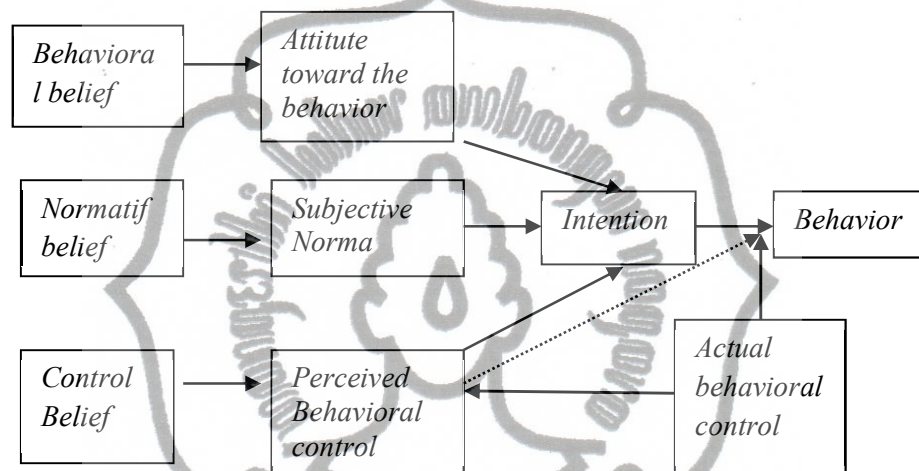 Behaviora
l belief
Attitute
toward the
behavior
Normatif
belief
Subjective
Norma
Intention
Behavior
Control
Belief
Perceived
Behavioral
control
Actual
behavioral
control